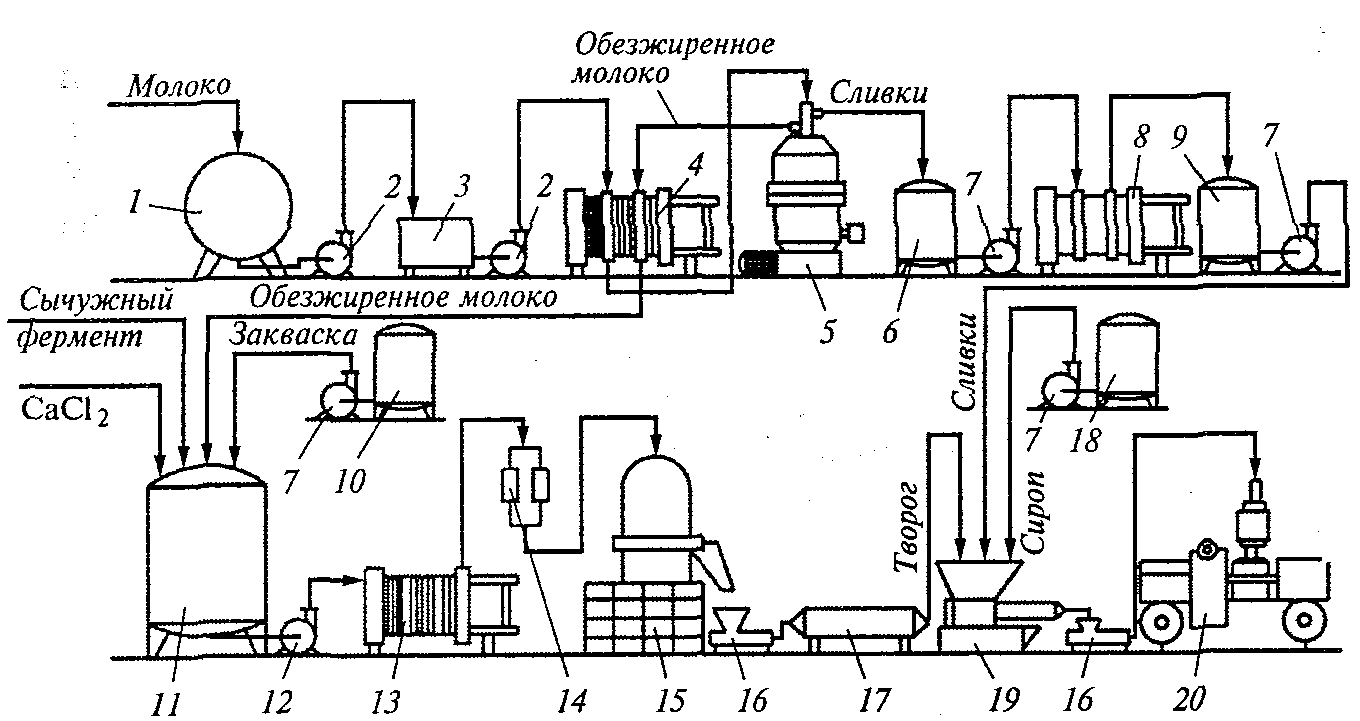 Обезжиренное
молоко
Молоко
Сливки
1
2
3
2
4
5
6
7
8
9
7
Сычужный
фермент
Обезжиренное молоко
Закваска
CaCl2
7
10
Сливки
7
18
Творог
Сироп
11
12
13
14
15
16
17
19
16
20